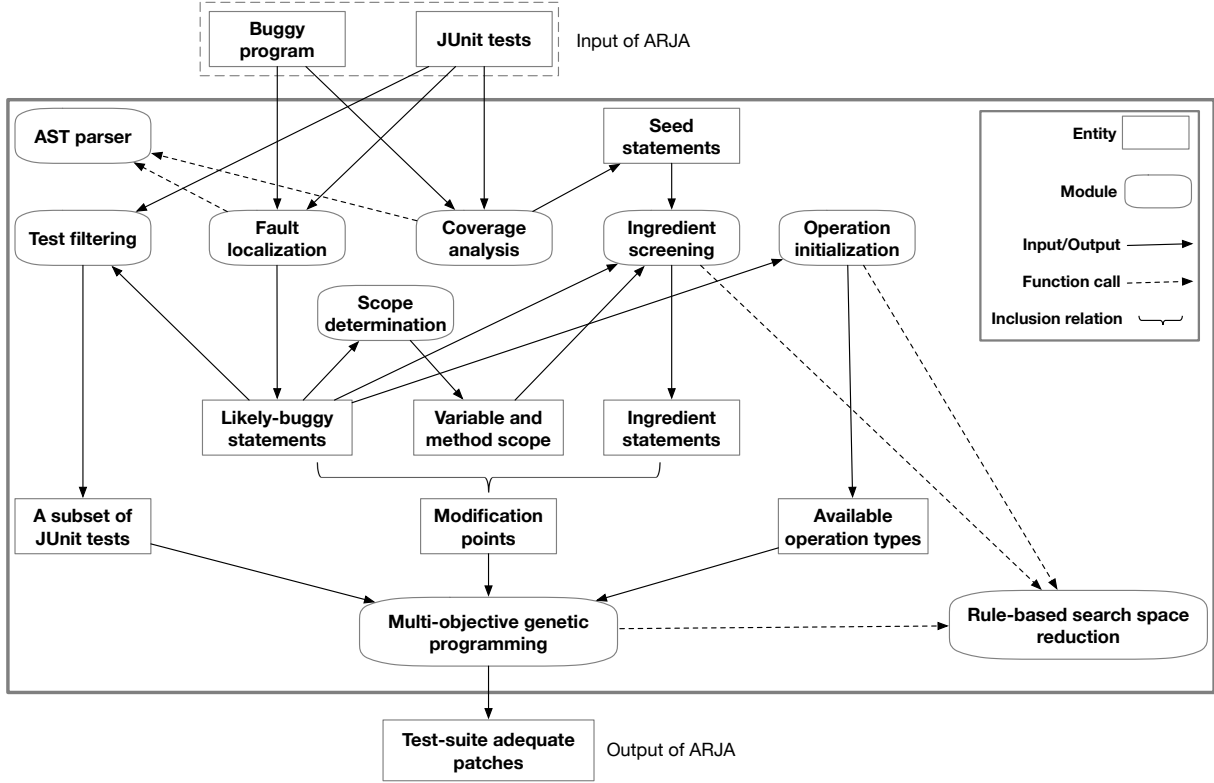 Buggy
program
JUnit tests
Input of ARJA
AST parser
Seed
statements
Entity
Module
Input/Output
Function call
Inclusion relation
Test filtering
Fault
localization
Coverage
analysis
Ingredient
screening
Operation
initialization
Scope
determination
Likely-buggy
statements
Variable and
method scope
Ingredient
statements
A subset of
JUnit tests
Modification
points
Available
operation types
Multi-objective genetic
programming
Rule-based search space
reduction
Test-suite adequate
patches
Output of ARJA